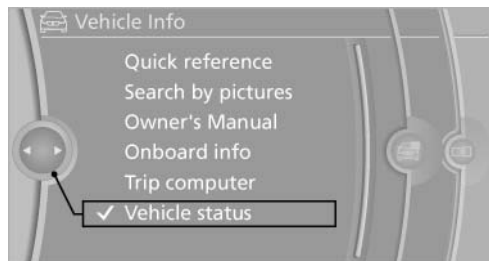 Vehicle Info
Quick reference
Search by pictures
Owner's Manual
Onboard info
Trip computer
Vehicle status